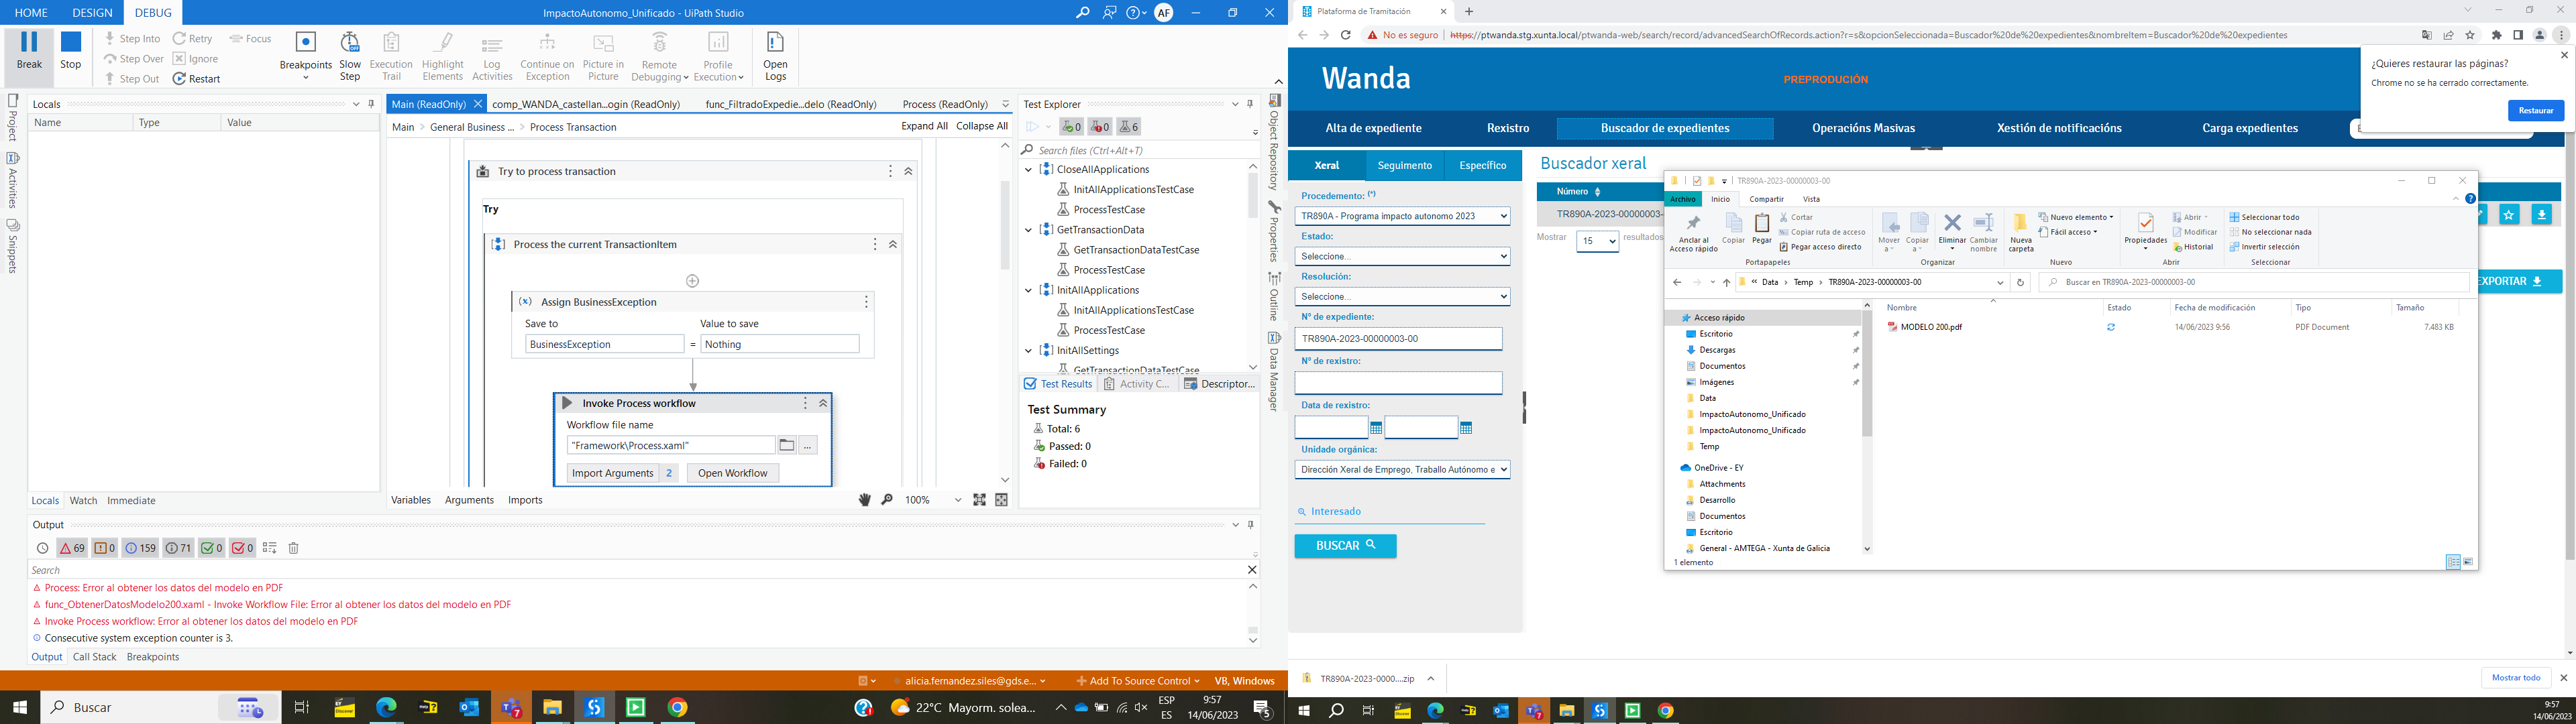 HOME DESIGN DEBUG
ImpactoAutonomo_Unificado - UiPath Studio
AF
Break
Stop
Step Into
Step Over
Step Out
Retry
Ignore
Restart
Focus
Breakpoints
Slow Step
Execution Trail
Highlight Elements
Log Activities
Continue on Exception
Picture in Picture
Remote Debugging
Profile Execution
Open Logs
Project
Activities
Snippets
Locals
Name Type Value
Locals Watch Immediate
Main (ReadOnly)
comp_WANDA_castellan...ogin (ReadOnly)
func_FiltradoExpedie...delo (ReadOnly)
Process (ReadOnly)
Main > General Business ... > Process Transaction
Expand All Collapse All
Try to process transaction
Try
Process the current TransactionItem
Assign BusinessException
Save to Value to save
BusinessException = Nothing
Invoke Process workflow
Workflow file name
"Framework\Process.xaml"
...
Import Arguments 2
Open Workflow
Variables Arguments Imports
100%
Test Explorer
0 0 6
Search files (Ctrl+Alt+T)
CloseAllApplications
InitAllApplicationsTestCase
ProcessTestCase
GetTransactionData
GetTransactionDataTestCase
ProcessTestCase
InitAllApplications
InitAllApplicationsTestCase
ProcessTestCase
InitAllSettings
GetTransactionDataTestCase
Test Results Activity C... Descriptor...
Test Summary
Total: 6
Passed: 0
Failed: 0
Object Repository
Properties
Outline
Data Manager
Output
69 0 159 71 0 0
Search
Process: Error al obtener los datos del modelo en PDF
func_ObtenerDatosModelo200.xaml - Invoke Workflow File: Error al obtener los datos del modelo en PDF
Invoke Process workflow: Error al obtener los datos del modelo en PDF
Consecutive system exception counter is 3.
Output Call Stack Breakpoints
alicia.fernandez.siles@gds.e...
Add To Source Control
VB, Windows
Buscar
22°C Mayorm. solea...
ESP
ES
9:57
14/06/2023
5
Plataforma de Tramitación
No es seguro
https://ptwanda.stg.xunta.local/ptwanda-web/search/record/advancedSearchOfRecords.action?r=s&opcionSeleccionada=Buscador%20de%20expedientes&nombreItem=Buscador%20de%20expedientes
¿Quieres restaurar las páginas?
Chrome no se ha cerrado correctamente.
Restaurar
Wanda
PREPRODUCIÓN
Alta de expediente
Rexistro
Buscador de expedientes
Operacións Masivas
Xestión de notificacións
Carga expedientes
Xeral Seguimento Específico
Procedemento: (*)
TR890A - Programa impacto autonomo 2023
Estado:
Seleccione...
Resolución:
Seleccione...
Nº de expediente:
TR890A-2023-00000003-00
Nº de rexistro:
Data de rexistro:
Unidade orgánica:
Dirección Xeral de Emprego, Traballo Autónomo e
Interesado
BUSCAR
Buscador xeral
Número
TR890A-2023-00000003-
Mostrar 15 resultados
EXPORTAR
TR890A-2023-00000003-00
Archivo Inicio Compartir Vista
Anclar al Acceso rápido
Copiar
Pegar
Cortar
Copiar ruta de acceso
Pegar acceso directo
Portapapeles
Mover a
Copiar a
Eliminar
Cambiar nombre
Organizar
Nueva carpeta
Nuevo elemento
Fácil acceso
Nuevo
Propiedades
Abrir
Modificar
Historial
Abrir
Seleccionar todo
No seleccionar nada
Invertir selección
Seleccionar
« Data > Temp > TR890A-2023-00000003-00
Buscar en TR890A-2023-00000003-00
Acceso rápido
Escritorio
Descargas
Documentos
Imágenes
Data
ImpactoAutonomo_Unificado
ImpactoAutonomo_Unificado
Temp
OneDrive - EY
Attachments
Desarrollo
Documentos
Escritorio
General - AMTEGA - Xunta de Galicia
Nombre Estado Fecha de modificación Tipo Tamaño
MODELO 200.pdf 14/06/2023 9:56 PDF Document 7.483 KB
1 elemento
TR890A-2023-0000....zip
Mostrar todo
9:57
14/06/2023